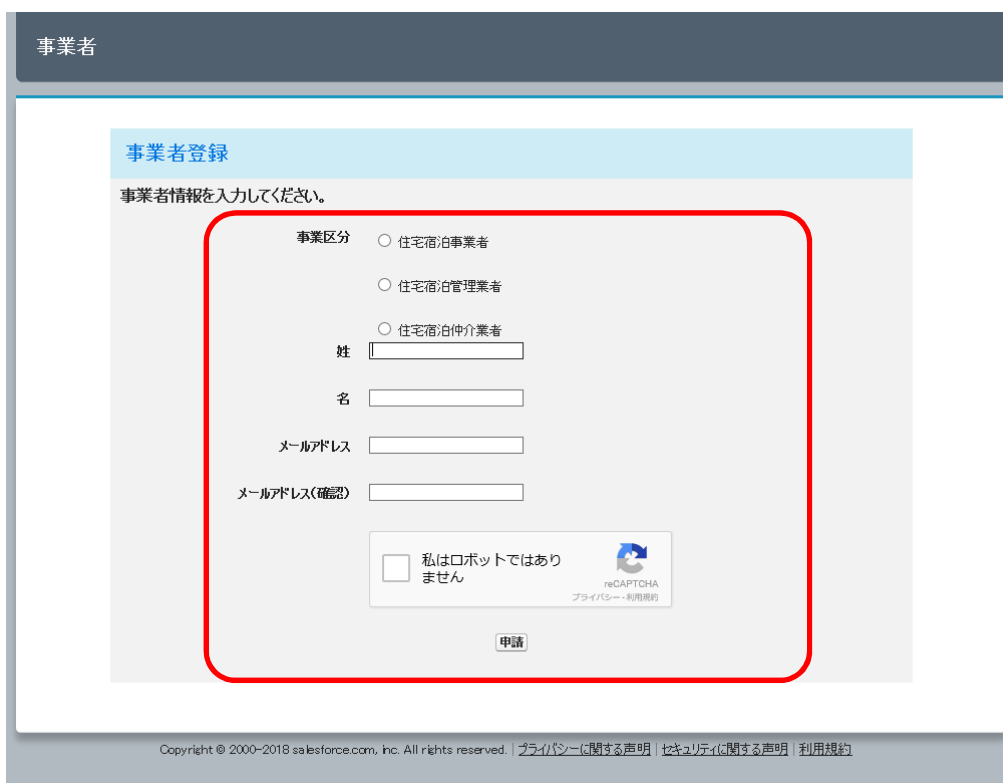 事業者
事業者登録
事業者情報を入力してください。
事業区分
住宅宿泊事業者
住宅宿泊管理業者
住宅宿泊仲介業者
姓
名
メールアドレス
メールアドレス(確認)
私はロボットではあり
ません
reCAPTCHA
プライバシー - 利用規約
申請
Copyright © 2000-2018 salesforce.com, inc. All rights reserved. | プライバシーに関する声明 | セキュリティに関する声明 | 利用規約